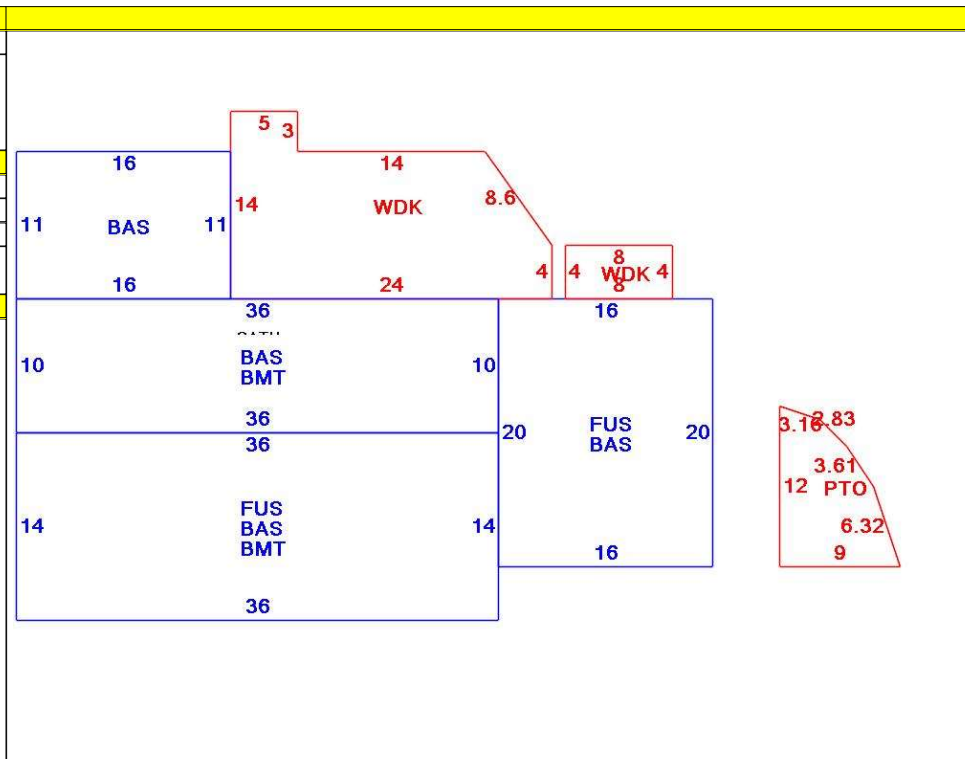 5 3
16 14
14 8.6
11 BAS 11 WDK
8
4 4 WDK 4
16 24 8
36 16
BAS
10 BMT 10
36
36 20 FUS 20
BAS
3.16 2.83
3.61
12 PTO
FUS
14 BAS 14 6.32
BMT
16 9
36